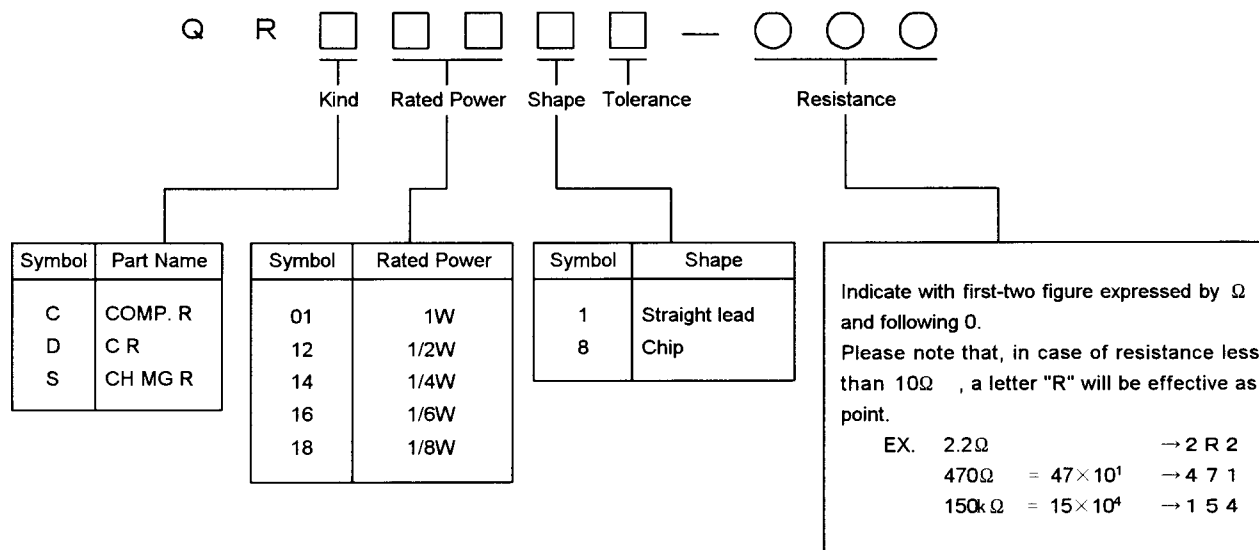 Q R □ □ □ □ □ — ○ ○ ○
Kind Rated Power Shape Tolerance Resistance
Symbol Part Name
C COMP. R
D C R
S CH MG R
Symbol Rated Power
01 1W
12 1/2W
14 1/4W
16 1/6W
18 1/8W
Symbol Shape
1 Straight lead
8 Chip
Indicate with first-two figure expressed by Ω
and following 0.
Please note that, in case of resistance less
than 10Ω , a letter "R" will be effective as
point.
EX. 2.2Ω → 2 R 2
470Ω = 47×10¹ → 4 7 1
150kΩ = 15×10⁴ → 1 5 4